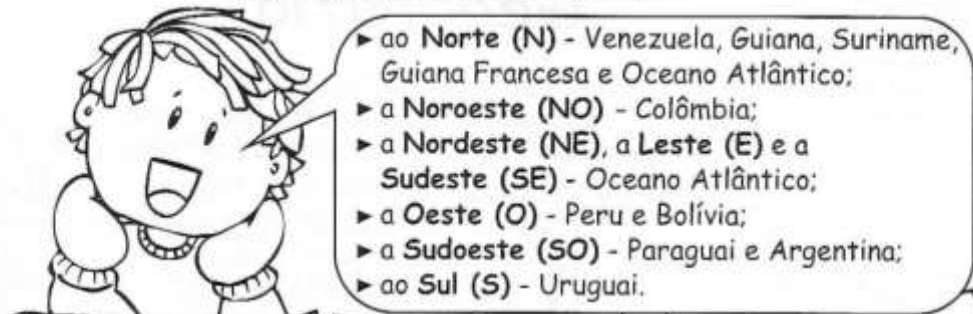 ► ao Norte (N) - Venezuela, Guiana, Suriname,
Guiana Francesa e Oceano Atlântico;
► a Noroeste (NO) - Colômbia;
► a Nordeste (NE), a Leste (E) e a
Sudeste (SE) - Oceano Atlântico;
► a Oeste (O) - Peru e Bolívia;
► a Sudoeste (SO) - Paraguai e Argentina;
► ao Sul (S) - Uruguai.